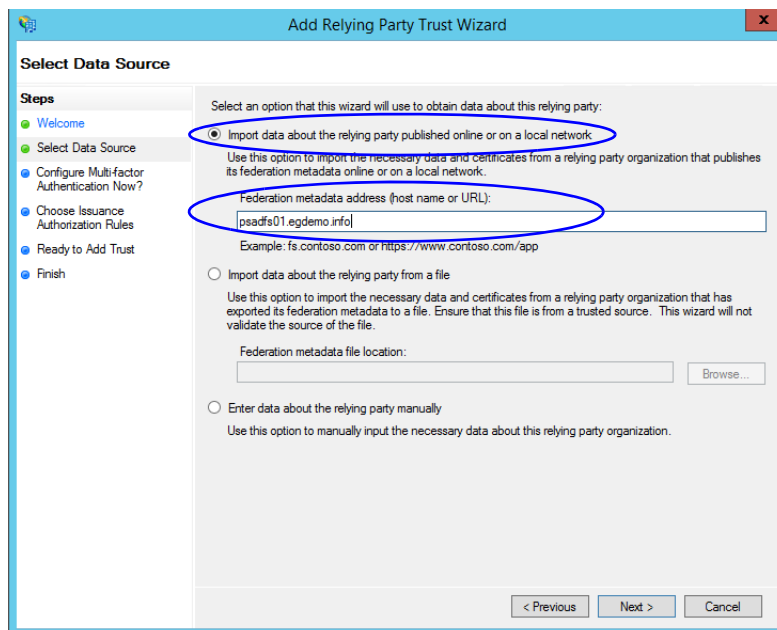 Add Relying Party Trust Wizard
x
Select Data Source
Steps
Welcome
Select Data Source
Configure Multi-factor
Authentication Now?
Choose Issuance
Authorization Rules
Ready to Add Trust
Finish
Select an option that this wizard will use to obtain data about this relying party:
Import data about the relying party published online or on a local network
Use this option to import the necessary data and certificates from a relying party organization that publishes
its federation metadata online or on a local network.
Federation metadata address (host name or URL):
psadfs01.egdemo.info
Example: fs.contoso.com or https://www.contoso.com/app
Import data about the relying party from a file
Use this option to import the necessary data and certificates from a relying party organization that has
exported its federation metadata to a file. Ensure that this file is from a trusted source. This wizard will not
validate the source of the file.
Federation metadata file location:
Browse...
Enter data about the relying party manually
Use this option to manually input the necessary data about this relying party organization.
< Previous
Next >
Cancel